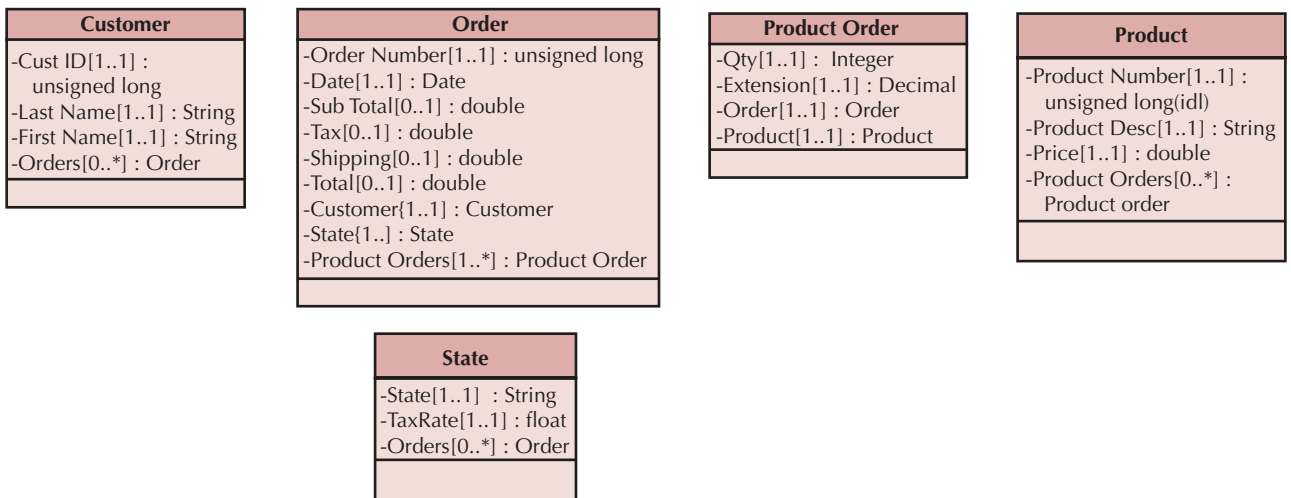 Customer
-Cust ID[1..1] :
unsigned long
-Last Name[1..1] : String
-First Name[1..1] : String
-Orders[0..*] : Order
Order
-Order Number[1..1] : unsigned long
-Date[1..1] : Date
-Sub Total[0..1] : double
-Tax[0..1] : double
-Shipping[0..1] : double
-Total[0..1] : double
-Customer{1..1] : Customer
-State{1..] : State
-Product Orders[1..*] : Product Order
Product Order
-Qty[1..1] : Integer
-Extension[1..1] : Decimal
-Order[1..1] : Order
-Product[1..1] : Product
Product
-Product Number[1..1] :
unsigned long(idl)
-Product Desc[1..1] : String
-Price[1..1] : double
-Product Orders[0..*] :
Product order
State
-State[1..1] : String
-TaxRate[1..1] : float
-Orders[0..*] : Order